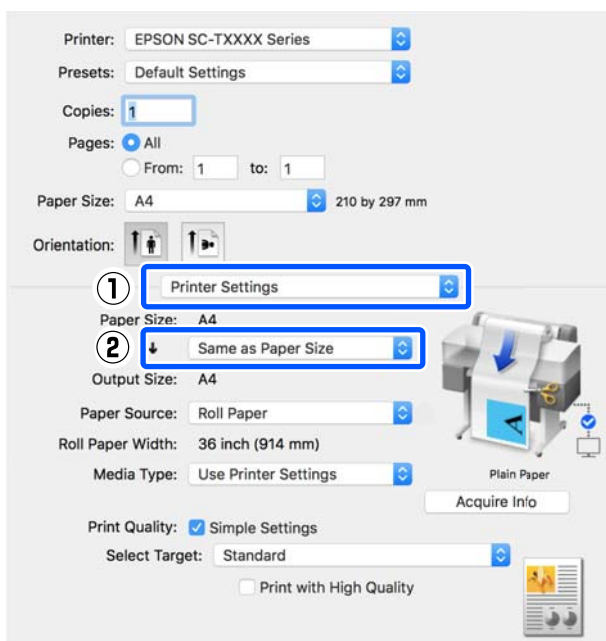 Printer: EPSON SC-TXXXX Series
Presets: Default Settings
Copies: 1
Pages: All
From: 1 to: 1
Paper Size: A4 210 by 297 mm
Orientation:
① Printer Settings
Paper Size: A4
② Same as Paper Size
Output Size: A4
Paper Source: Roll Paper
Roll Paper Width: 36 inch (914 mm)
Media Type: Use Printer Settings
Plain Paper
Acquire Info
Print Quality: Simple Settings
Select Target: Standard
Print with High Quality
A